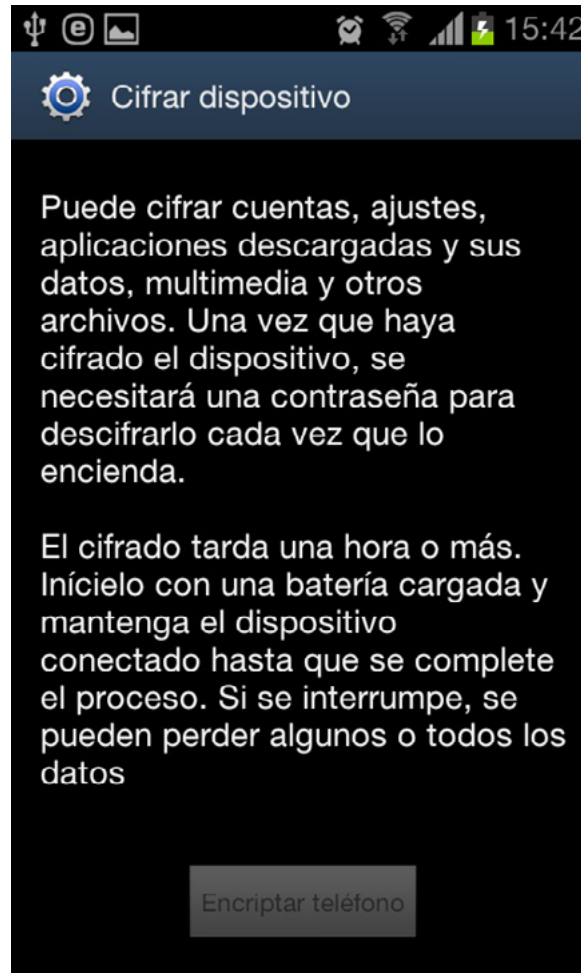 15:42
Cifrar dispositivo
Puede cifrar cuentas, ajustes,
aplicaciones descargadas y sus
datos, multimedia y otros
archivos. Una vez que haya
cifrado el dispositivo, se
necesitará una contraseña para
descifrarlo cada vez que lo
encienda.
El cifrado tarda una hora o más.
Inícielo con una batería cargada y
mantenga el dispositivo
conectado hasta que se complete
el proceso. Si se interrumpe, se
pueden perder algunos o todos los
datos
Encriptar teléfono